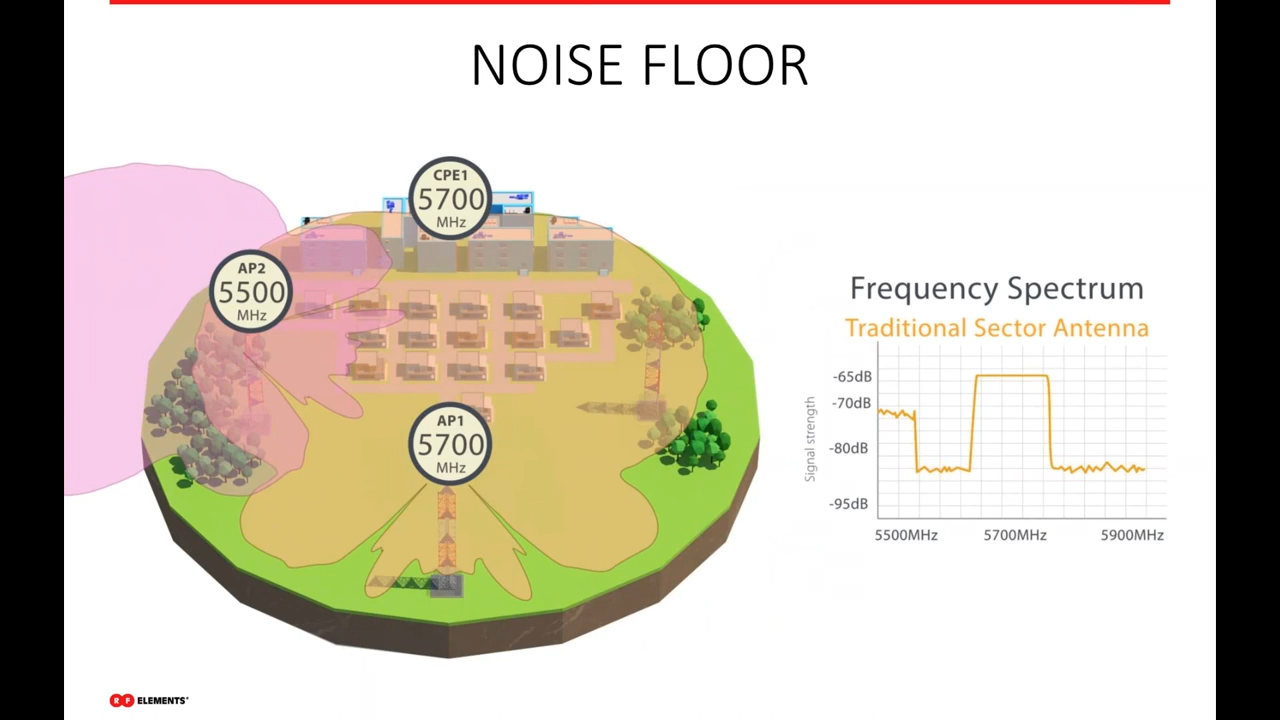 NOISE FLOOR
CPE1
5700
MHz
AP2
5500
MHz
AP1
5700
MHz
Frequency Spectrum
Traditional Sector Antenna
-65dB
-70dB
-80dB
-95dB
Signal strength
5500MHz 5700MHz 5900MHz
RF ELEMENTS